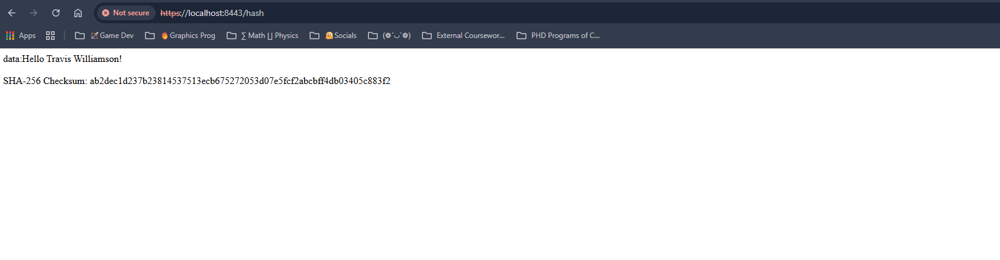 Not secure https://localhost:8443/hash
Apps Game Dev Graphics Prog ∑ Math ∐ Physics Socials (❁´◡`❁) External Coursewor... PHD Programs of C...
data:Hello Travis Williamson!
SHA-256 Checksum: ab2dec1d237b23814537513ecb675272053d07e5fcf2abcbff4db03405c883f2